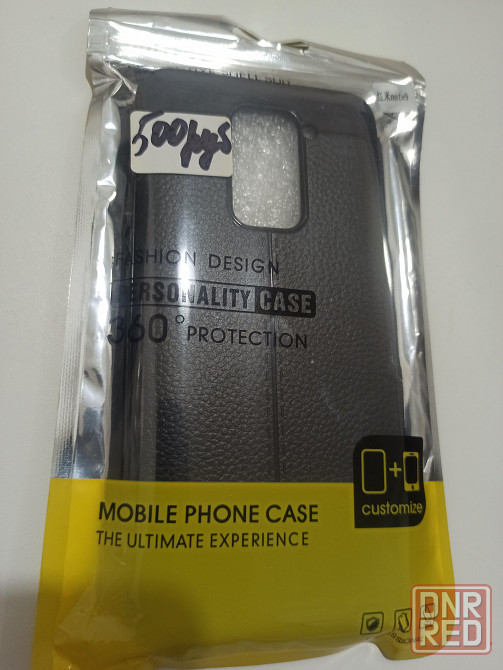 500руб
FASHION DESIGN
PERSONALITY CASE
360° PROTECTION
customize
MOBILE PHONE CASE
THE ULTIMATE EXPERIENCE
DNR
RED